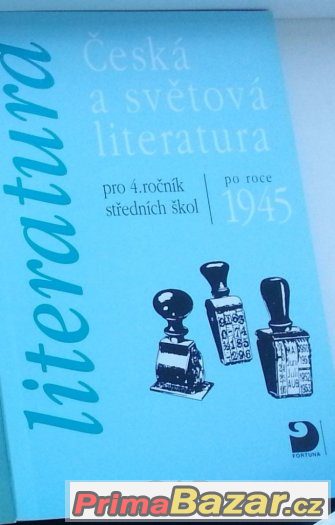 literatura
Česká
a světová
literatura
pro 4. ročník
středních škol
po roce
1945
FORTUNA
PrimaBazar.cz